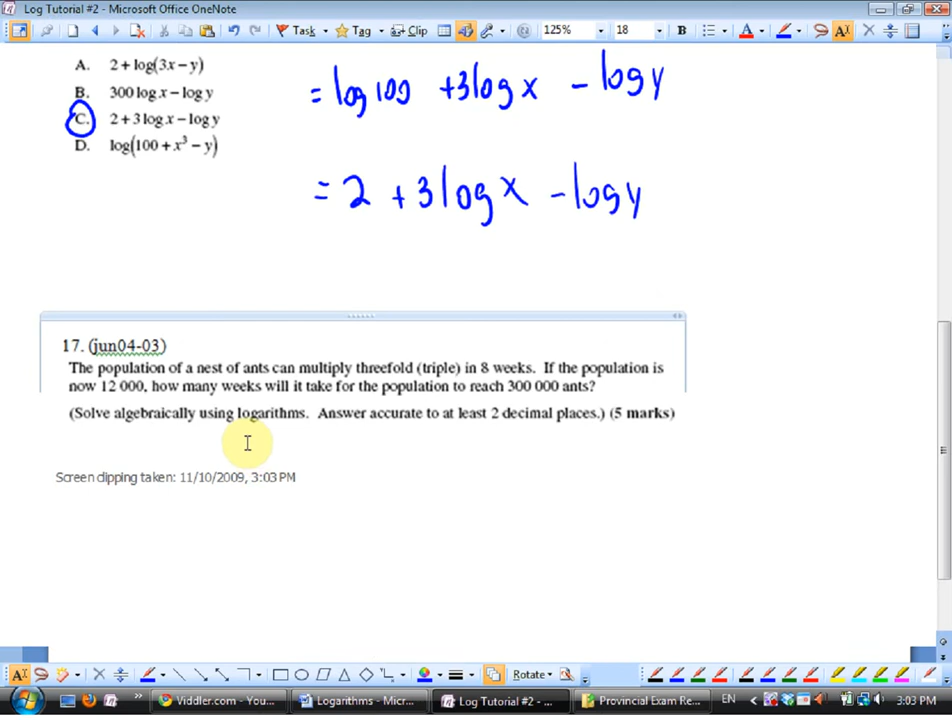 Log Tutorial #2 - Microsoft Office OneNote
Task Tag Clip 125% 18 B A A
A. 2 + log(3x − y)
B. 300 log x − log y
C. 2 + 3 log x − log y
D. log(100 + x³ − y)
= log 100 + 3 log x − log y
= 2 + 3 log x − log y
17. (jun04-03)
The population of a nest of ants can multiply threefold (triple) in 8 weeks. If the population is
now 12 000, how many weeks will it take for the population to reach 300 000 ants?
(Solve algebraically using logarithms. Answer accurate to at least 2 decimal places.) (5 marks)
Screen clipping taken: 11/10/2009, 3:03 PM
A Rotate
Viddler.com - You... Logarithms - Micr... Log Tutorial #2 - ... Provincial Exam Re... EN 3:03 PM